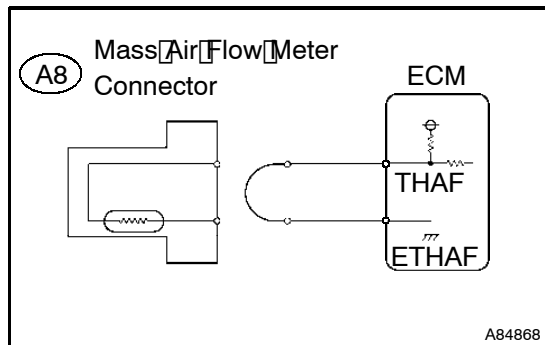 A8
Mass Air Flow Meter
Connector
ECM
THAF
ETHAF
A84868